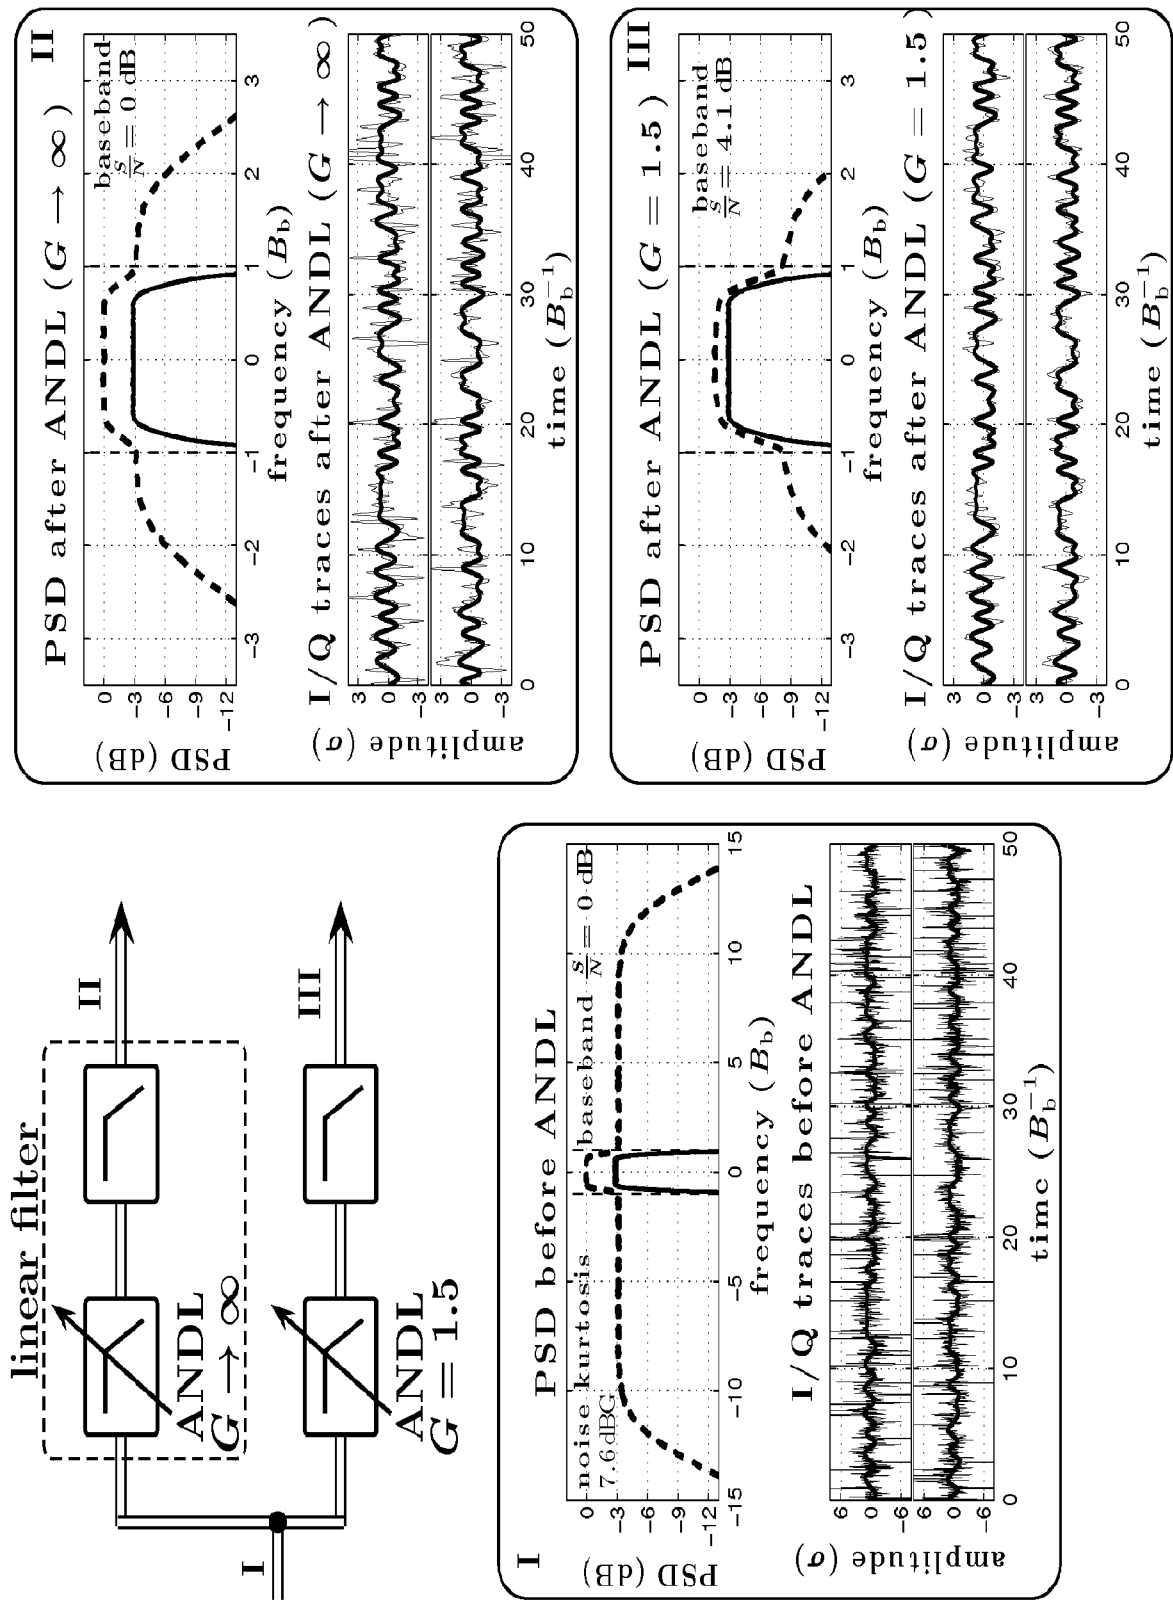 linear filter
I
ANDL
G → ∞
II
ANDL
G = 1.5
III
I
PSD before ANDL
noise kurtosis
7.6 dBG
baseband S/N = 0 dB
PSD (dB)
0
-3
-6
-9
-12
-15
-10
-5
0
5
10
15
frequency (B_b)
I/Q traces before ANDL
amplitude (σ)
6
0
-6
6
0
-6
0
10
20
30
40
50
time (B_b^-1)
II
PSD after ANDL (G → ∞)
baseband
S/N = 0 dB
PSD (dB)
0
-3
-6
-9
-12
-3
-2
-1
0
1
2
3
frequency (B_b)
I/Q traces after ANDL (G → ∞)
amplitude (σ)
3
0
-3
3
0
-3
0
10
20
30
40
50
time (B_b^-1)
III
PSD after ANDL (G = 1.5)
baseband
S/N = 4.1 dB
PSD (dB)
0
-3
-6
-9
-12
-3
-2
-1
0
1
2
3
frequency (B_b)
I/Q traces after ANDL (G = 1.5)
amplitude (σ)
3
0
-3
3
0
-3
0
10
20
30
40
50
time (B_b^-1)